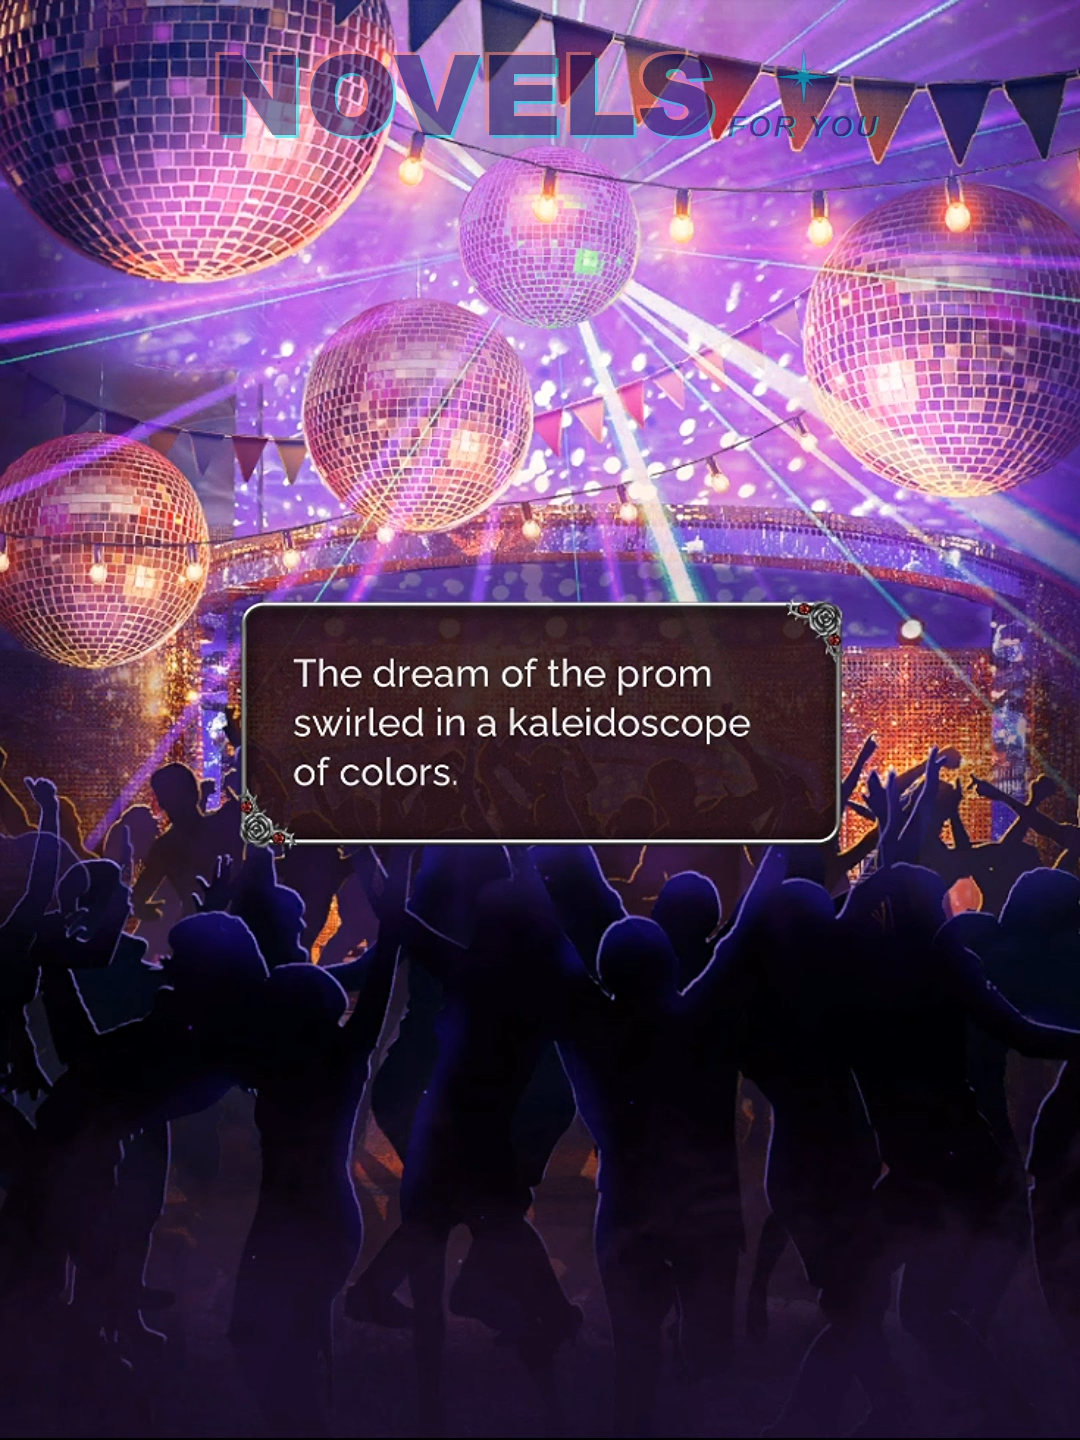 NOVELS FOR YOU
The dream of the prom
swirled in a kaleidoscope
of colors.